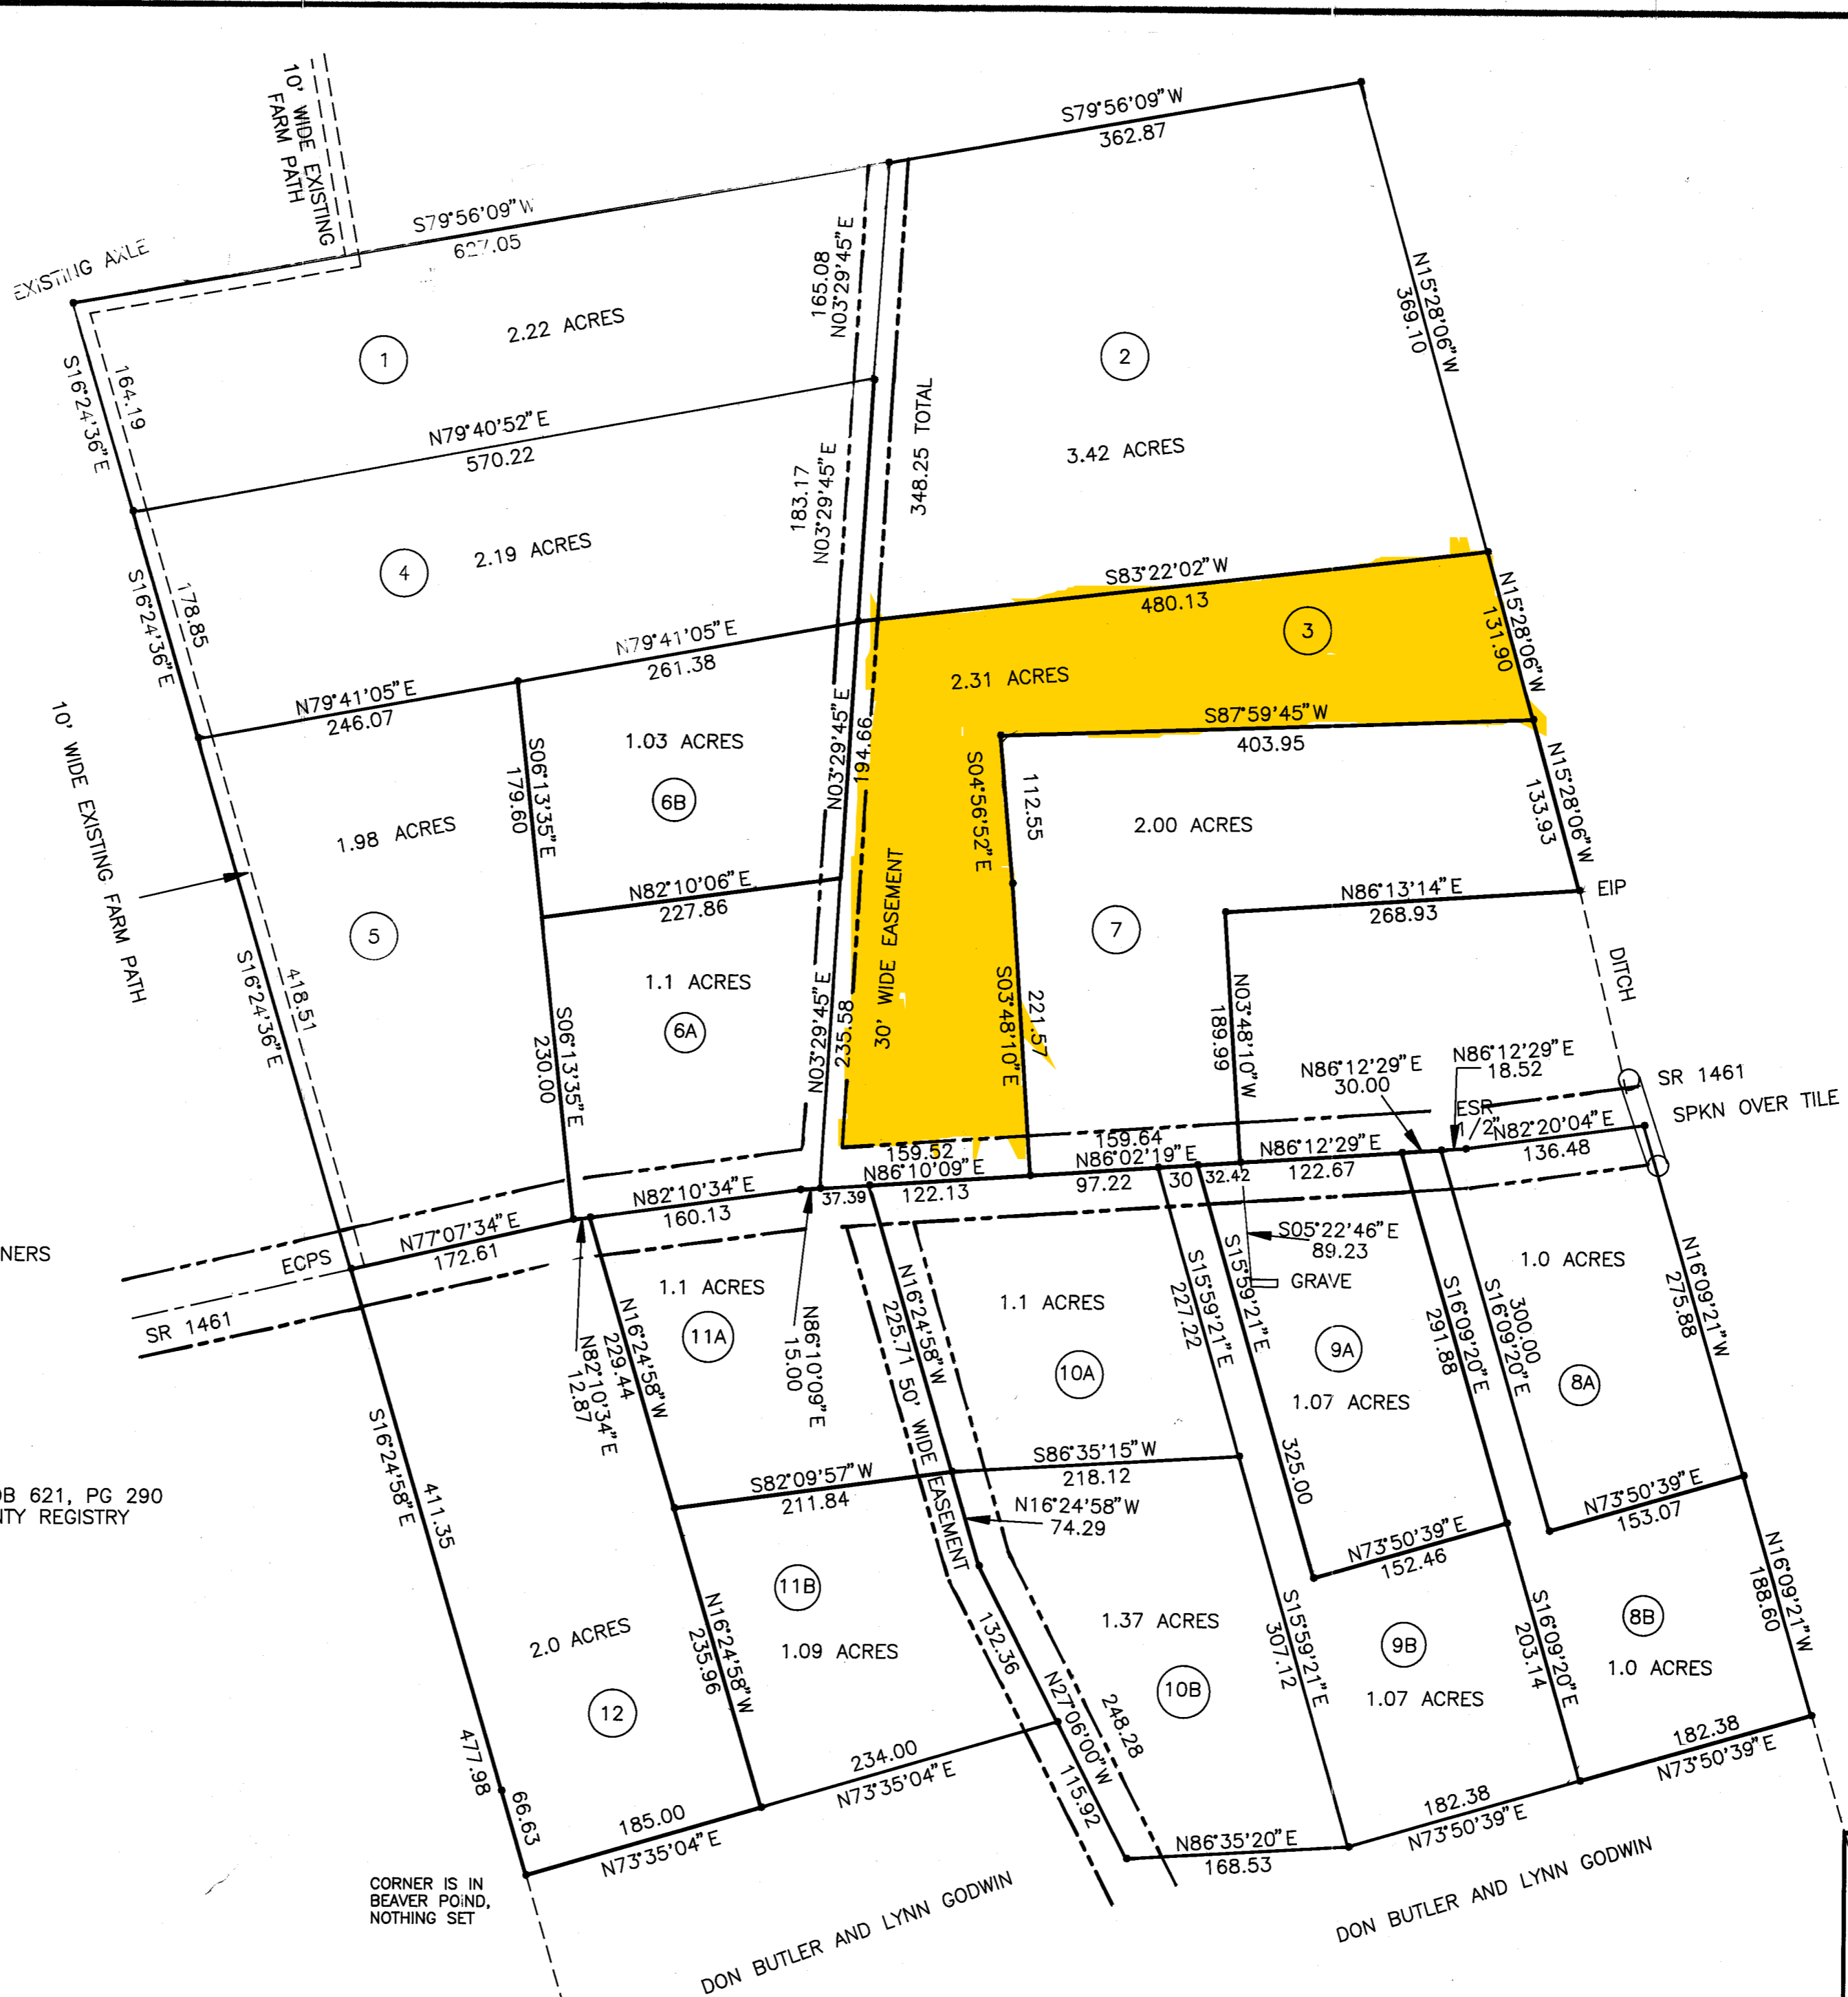 10' WIDE EXISTING
FARM PATH
S79°56'09"W
362.87
S79°56'09"W
627.05
EXISTING AXLE
165.08
N03°29'45"E
N15°28'06"W
369.10
1
2.22 ACRES
2
S16°24'36"E
164.19
N79°40'52"E
570.22
348.25 TOTAL
3.42 ACRES
183.17
N03°29'45"E
4
2.19 ACRES
S16°24'36"E
178.85
S83°22'02"W
480.13
3
N15°28'06"W
131.90
N79°41'05"E
261.38
2.31 ACRES
N79°41'05"E
246.07
S87°59'45"W
403.95
10' WIDE EXISTING FARM PATH
S06°13'35"E
179.60
1.03 ACRES
6B
N03°29'45"E
194.66
S04°56'52"E
112.55
N15°28'06"W
133.93
1.98 ACRES
2.00 ACRES
N82°10'06"E
227.86
30' WIDE EASEMENT
N86°13'14"E
268.93
EIP
5
7
DITCH
S16°24'36"E
418.51
1.1 ACRES
6A
N03°29'45"E
235.58
S03°48'10"E
221.57
N03°48'10"W
189.99
S06°13'35"E
230.00
N86°12'29"E
30.00
N86°12'29"E
18.52
SR 1461
SPKN OVER TILE
ESR
1/2"
N82°20'04"E
136.48
159.52
N86°10'09"E
122.13
159.64
N86°02'19"E
97.22
30
32.42
N86°12'29"E
122.67
N82°10'34"E
160.13
37.39
N77°07'34"E
172.61
ECPS
NERS
SR 1461
S05°22'46"E
89.23
GRAVE
1.1 ACRES
11A
N86°10'09"E
15.00
N82°10'34"E
12.87
N16°24'58"W
229.44
N16°24'58"W
225.71
50' WIDE EASEMENT
1.1 ACRES
10A
S15°59'21"E
227.22
S15°59'21"E
325.00
9A
1.07 ACRES
S16°09'20"E
291.88
S16°09'20"E
300.00
1.0 ACRES
8A
N16°09'21"W
275.88
S16°24'58"E
411.35
S82°09'57"W
211.84
S86°35'15"W
218.12
N16°24'58"W
74.29
N73°50'39"E
152.46
N73°50'39"E
153.07
DB 621, PG 290
NTY REGISTRY
11B
1.09 ACRES
N16°24'58"W
235.96
2.0 ACRES
12
132.36
N27°06'00"W
115.92
248.28
1.37 ACRES
10B
S15°59'21"E
307.12
9B
1.07 ACRES
S16°09'20"E
203.14
8B
1.0 ACRES
N16°09'21"W
188.60
477.98
66.63
185.00
N73°35'04"E
234.00
N73°35'04"E
N86°35'20"E
168.53
182.38
N73°50'39"E
182.38
N73°50'39"E
CORNER IS IN
BEAVER POIND,
NOTHING SET
DON BUTLER AND LYNN GODWIN
DON BUTLER AND LYNN GODWIN